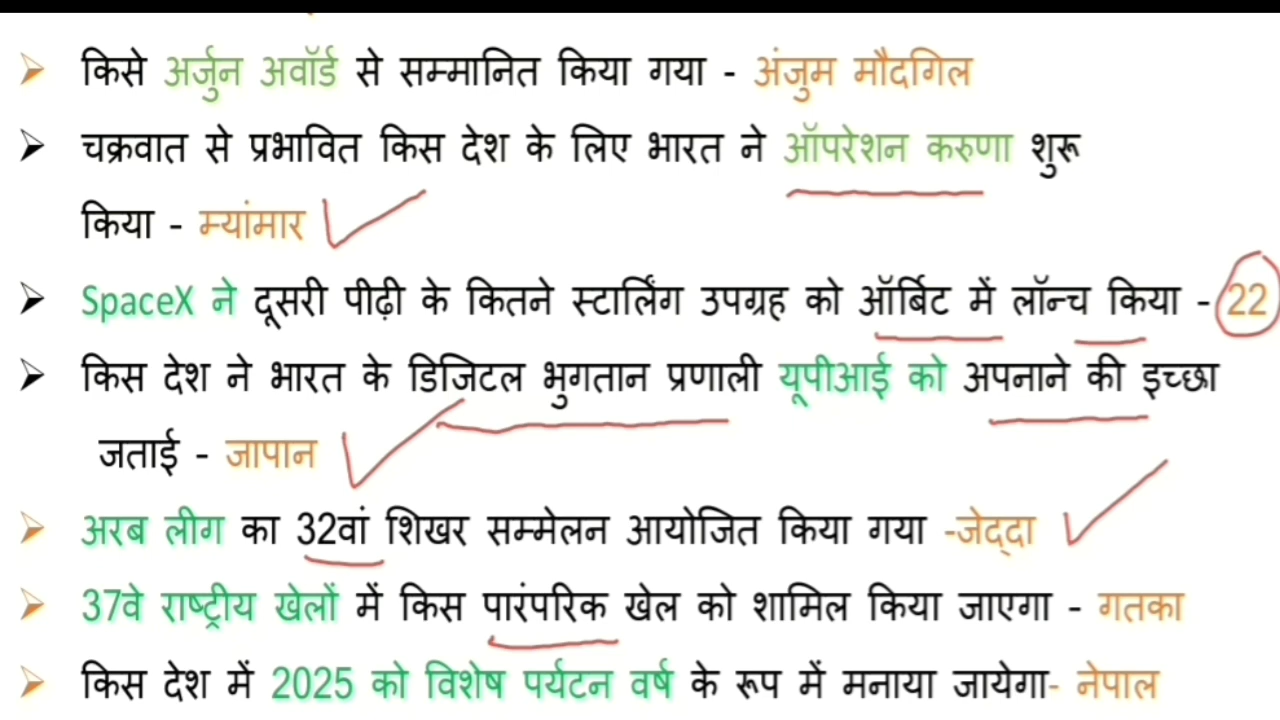 ➢ किसे अर्जुन अवॉर्ड से सम्मानित किया गया - अंजुम मौदगिल
➢ चक्रवात से प्रभावित किस देश के लिए भारत ने ऑपरेशन करुणा शुरू
किया - म्यांमार
➢ SpaceX ने दूसरी पीढ़ी के कितने स्टार्लिंग उपग्रह को ऑर्बिट में लॉन्च किया - 22
➢ किस देश ने भारत के डिजिटल भुगतान प्रणाली यूपीआई को अपनाने की इच्छा
जताई - जापान
➢ अरब लीग का 32वां शिखर सम्मेलन आयोजित किया गया -जेद्दा
➢ 37वे राष्ट्रीय खेलों में किस पारंपरिक खेल को शामिल किया जाएगा - गतका
➢ किस देश में 2025 को विशेष पर्यटन वर्ष के रूप में मनाया जायेगा- नेपाल